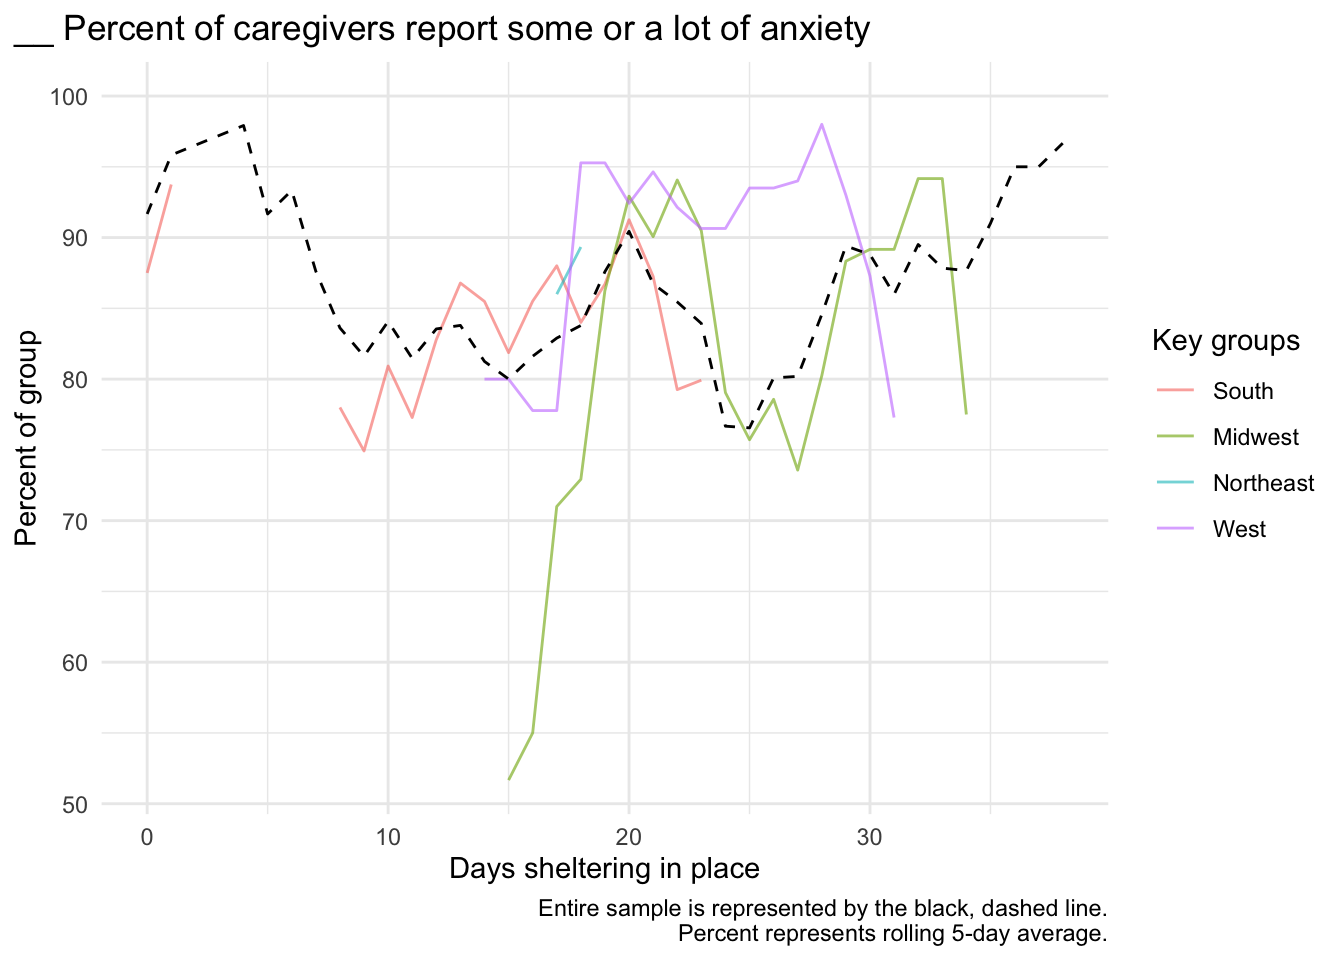 __ Percent of caregivers report some or a lot of anxiety
Percent of group
100
90
80
70
60
50
0 10 20 30
Days sheltering in place
Key groups
South
Midwest
Northeast
West
Entire sample is represented by the black, dashed line.
Percent represents rolling 5-day average.